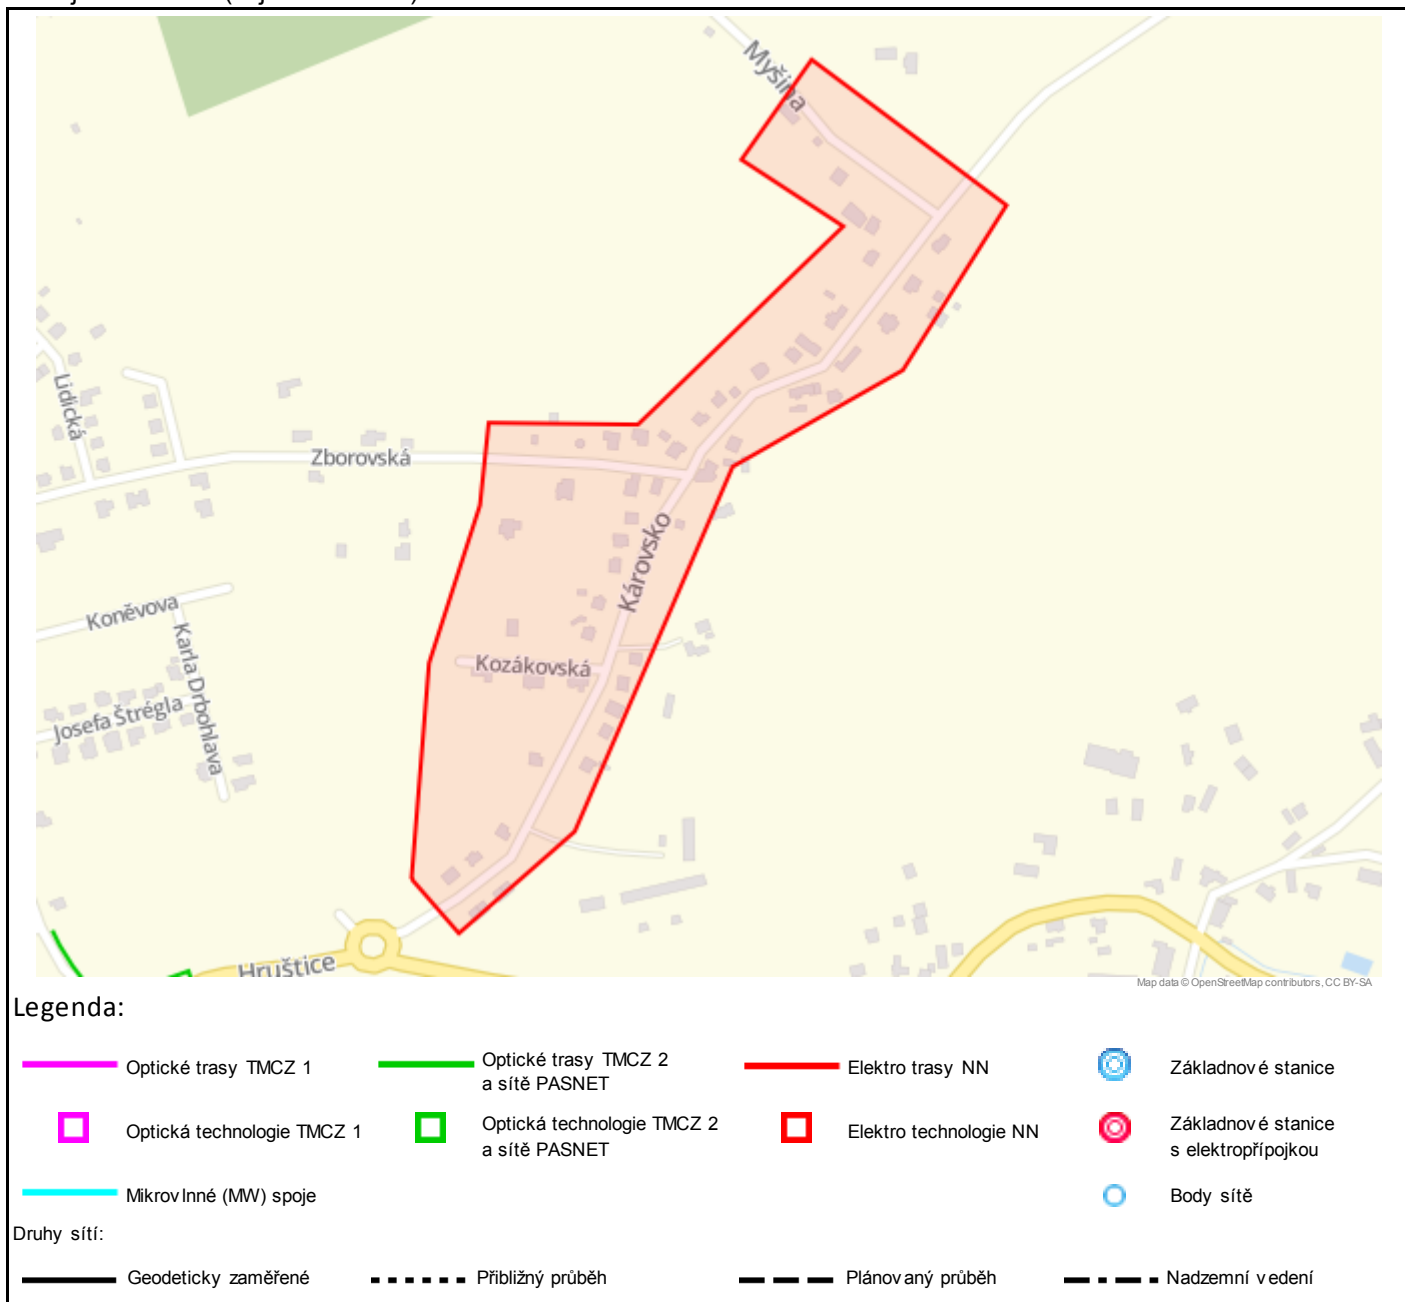 Myšina
Lidická
Zborovská
Károvsko
Koněvova
Karla Drbohlava
Kozákovská
Josefa Štrégla
Hruštice
Map data © OpenStreetMap contributors, CC BY-SA
Legenda:
Optické trasy TMCZ 1
Optické trasy TMCZ 2
a sítě PASNET
Elektro trasy NN
Základnové stanice
Optická technologie TMCZ 1
Optická technologie TMCZ 2
a sítě PASNET
Elektro technologie NN
Základnové stanice
s elektropřípojkou
Mikrovlnné (MW) spoje
Body sítě
Druhy sítí:
Geodeticky zaměřené
Přibližný průběh
Plánovaný průběh
Nadzemní vedení